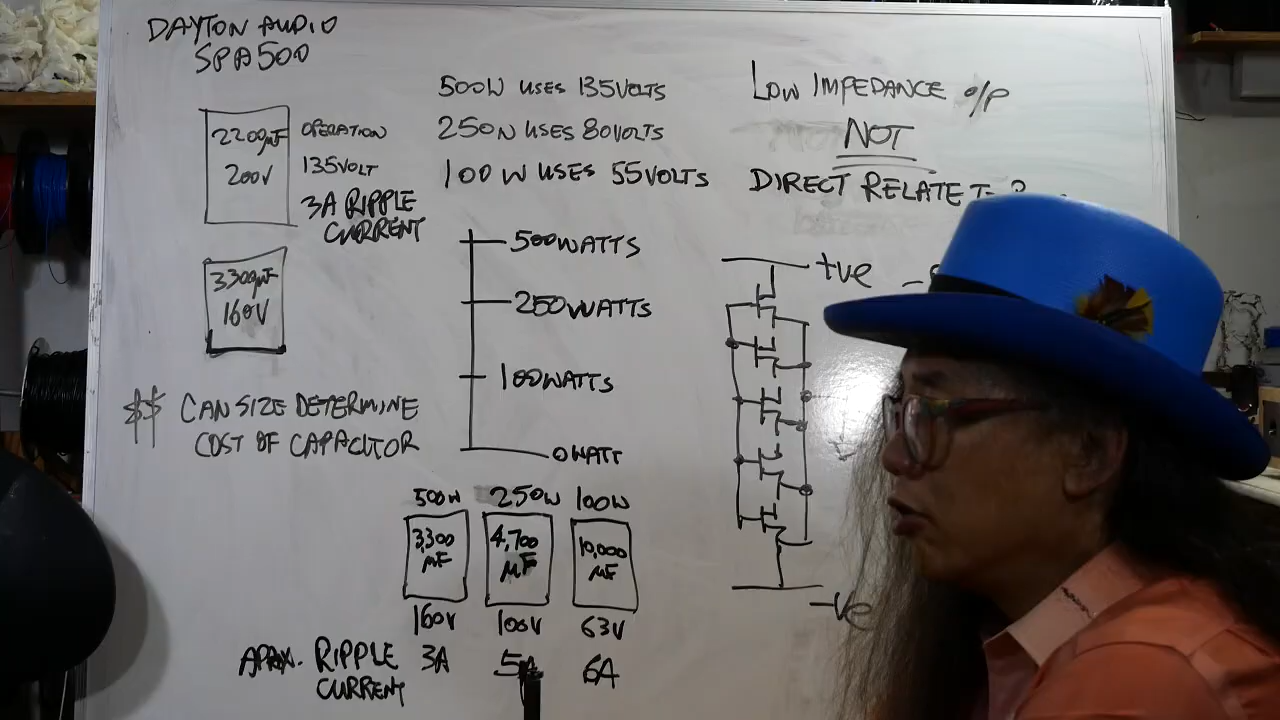 DAYTON AUDIO
SPA500
2200µF
200V
OPERATION
135VOLT
3A RIPPLE
CURRENT
3300µF
160V
$$ CAN SIZE DETERMINE
COST OF CAPACITOR
500W USES 135VOLTS
250W USES 80VOLTS
100W USES 55VOLTS
500WATTS
250WATTS
100WATTS
0WATT
500W 250W 100W
3,300 µF
4,700 µF
10,000 µF
160V 100V 63V
APRX. RIPPLE CURRENT
3A 5A 6A
LOW IMPEDANCE O/P
NOT
DIRECT RELATE
+ve
-ve